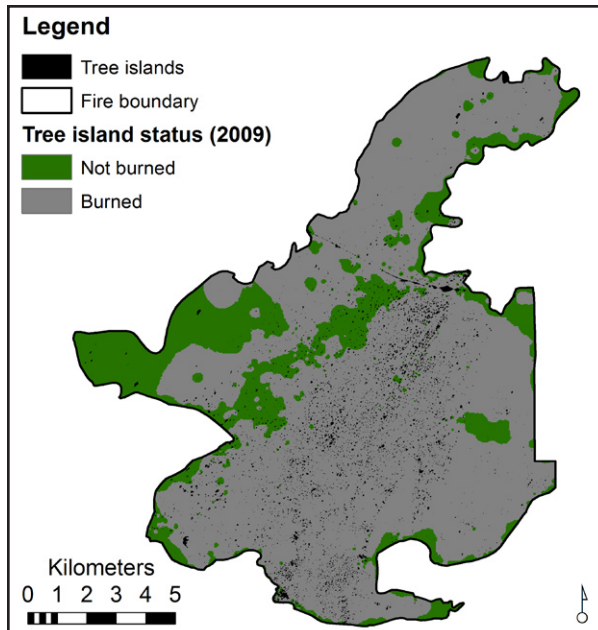 Legend
Tree islands
Fire boundary
Tree island status (2009)
Not burned
Burned
Kilometers
0 1 2 3 4 5